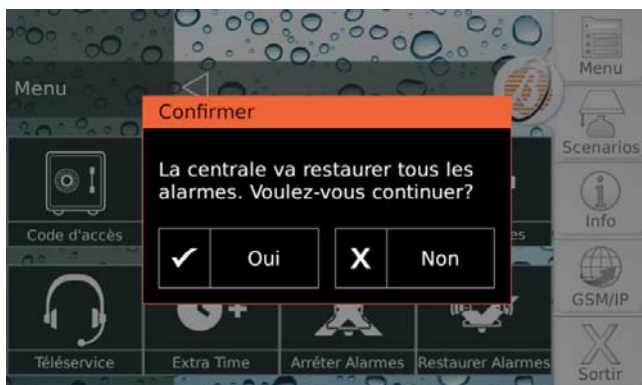 Menu
Menu
Confirmer
La centrale va restaurer tous les
alarmes. Voulez-vous continuer?
Oui
Non
Scenarios
Info
GSM/IP
Sortir
Code d'accès
Téléservice
Extra Time
Arréter Alarmes
Restaurer Alarmes